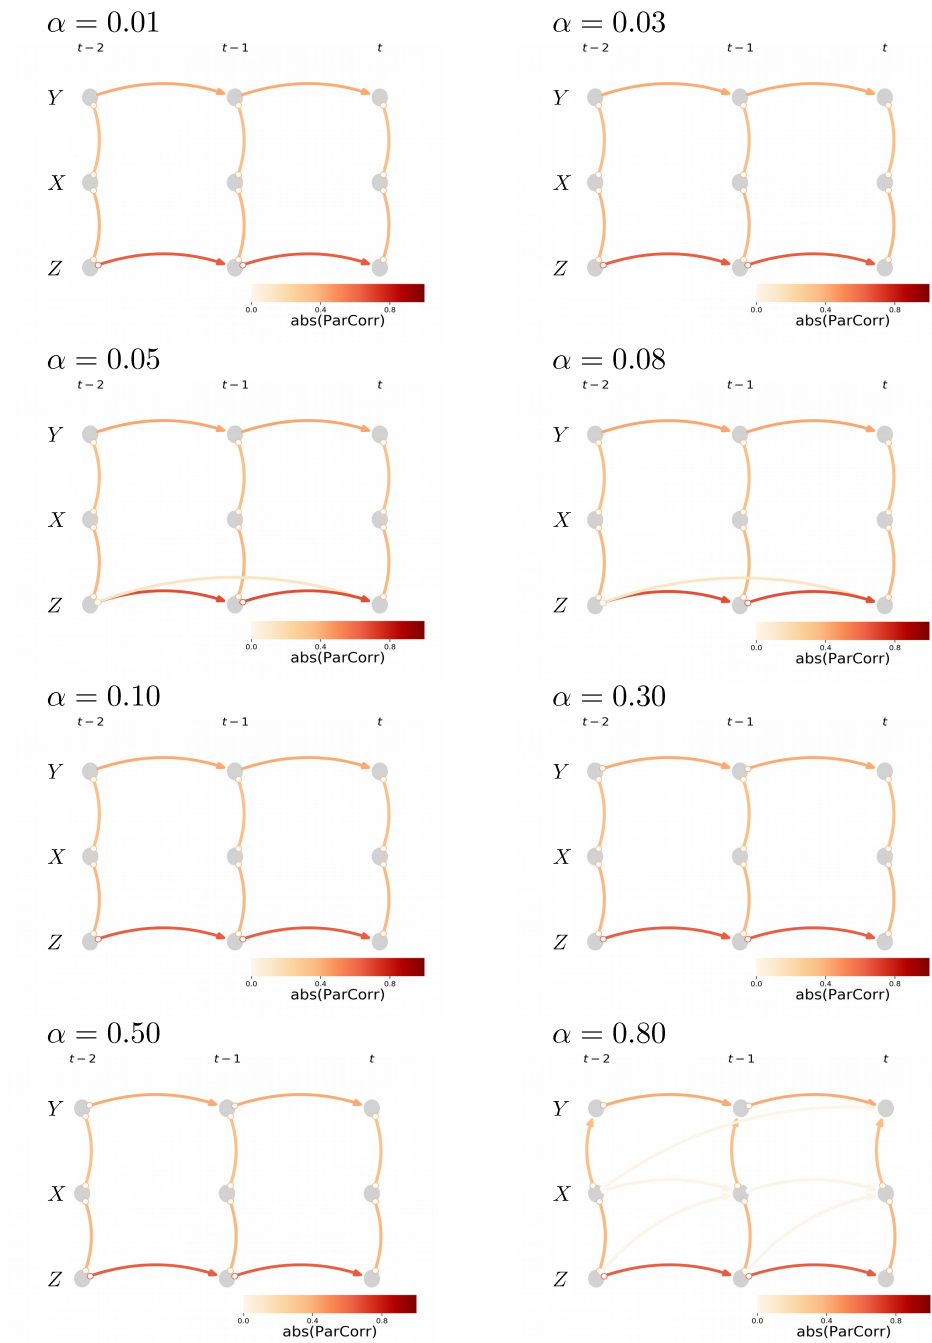 α = 0.01
t − 2 t − 1 t
Y
X
Z
0.0 0.4 0.8
abs(ParCorr)
α = 0.03
t − 2 t − 1 t
Y
X
Z
0.0 0.4 0.8
abs(ParCorr)
α = 0.05
t − 2 t − 1 t
Y
X
Z
0.0 0.4 0.8
abs(ParCorr)
α = 0.08
t − 2 t − 1 t
Y
X
Z
0.0 0.4 0.8
abs(ParCorr)
α = 0.10
t − 2 t − 1 t
Y
X
Z
0.0 0.4 0.8
abs(ParCorr)
α = 0.30
t − 2 t − 1 t
Y
X
Z
0.0 0.4 0.8
abs(ParCorr)
α = 0.50
t − 2 t − 1 t
Y
X
Z
0.0 0.4 0.8
abs(ParCorr)
α = 0.80
t − 2 t − 1 t
Y
X
Z
0.0 0.4 0.8
abs(ParCorr)